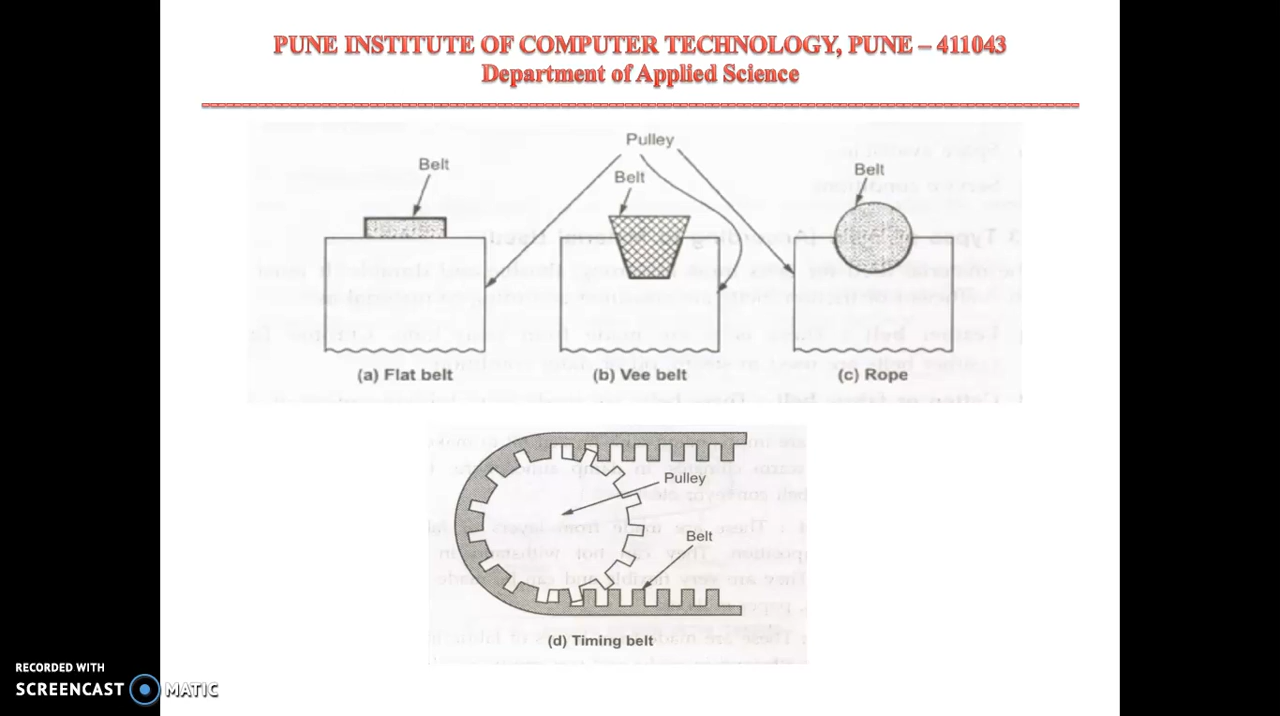 PUNE INSTITUTE OF COMPUTER TECHNOLOGY, PUNE – 411043
Department of Applied Science
Pulley
Belt
Belt
Belt
(a) Flat belt
(b) Vee belt
(c) Rope
Pulley
Belt
(d) Timing belt
RECORDED WITH
SCREENCAST MATIC